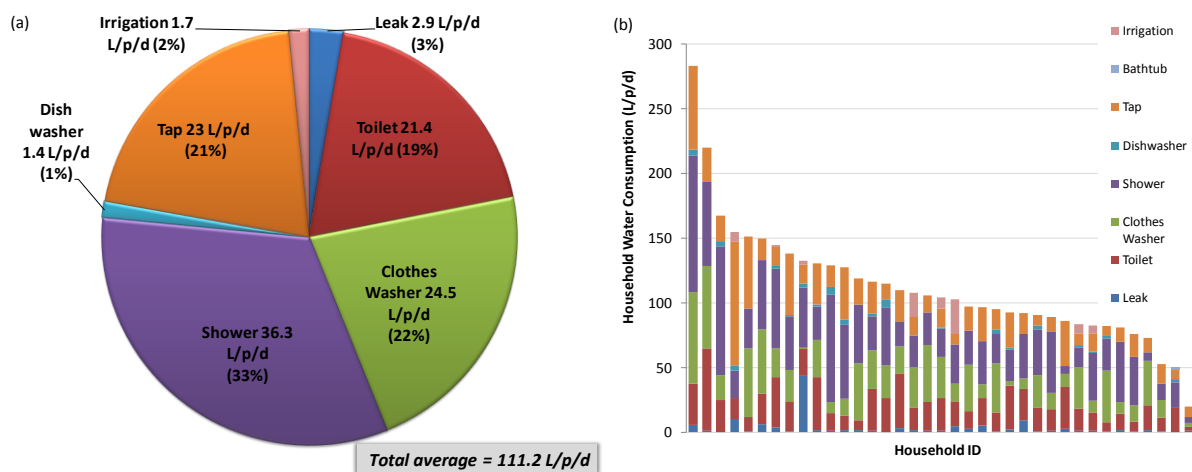 (a)
Irrigation 1.7
L/p/d (2%)
Leak 2.9 L/p/d
(3%)
Dish
washer
1.4 L/p/d
(1%)
Tap 23 L/p/d
(21%)
Toilet 21.4
L/p/d (19%)
Clothes
Washer 24.5
L/p/d
(22%)
Shower 36.3
L/p/d
(33%)
Total average = 111.2 L/p/d
(b)
Household Water Consumption (L/p/d)
300
250
200
150
100
50
0
Household ID
Irrigation
Bathtub
Tap
Dishwasher
Shower
Clothes
Washer
Toilet
Leak